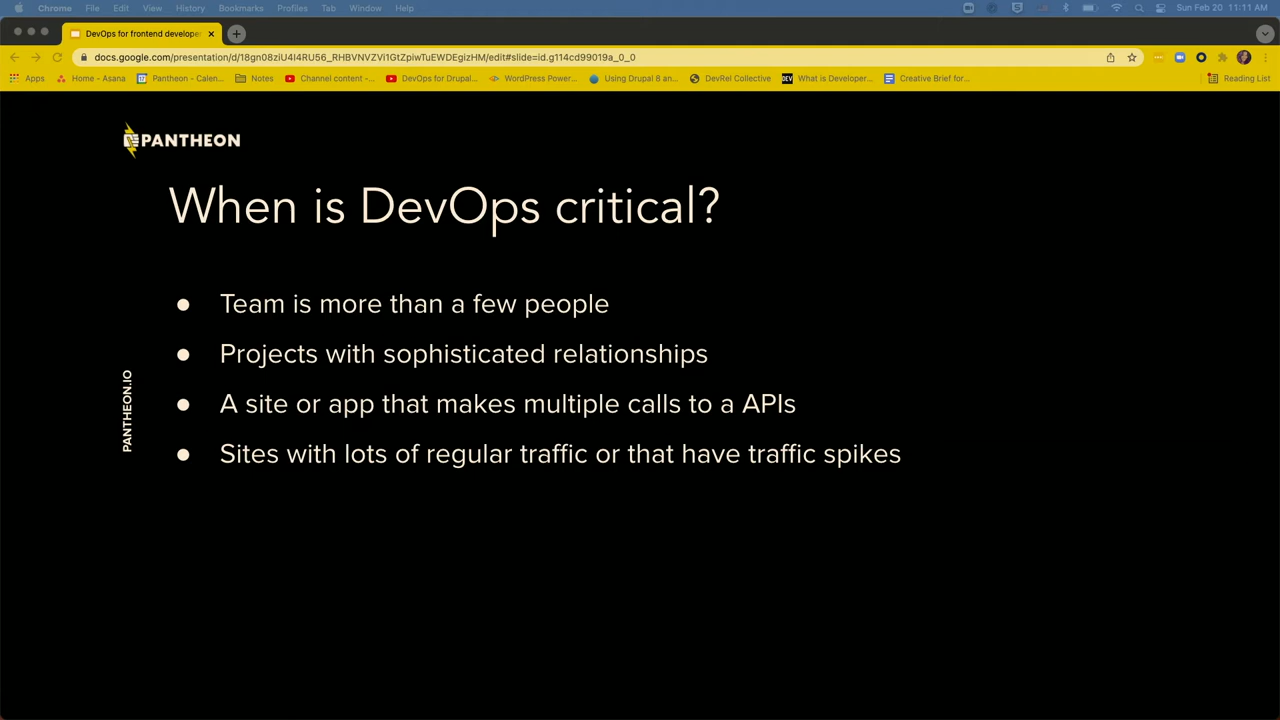 Chrome File Edit View History Bookmarks Profiles Tab Window Help Sun Feb 20 11:11 AM
DevOps for frontend developer
docs.google.com/presentation/d/18gn08ziU4I4RU56_RHBVNVZVi1GtZpiwTuEWDEgizHM/edit#slide=id.g114cd99019a_0_0
Apps Home - Asana Pantheon - Calen... Notes Channel content -... DevOps for Drupal... WordPress Power... Using Drupal 8 an... DevRel Collective DEV What is Developer... Creative Brief for... Reading List
PANTHEON
When is DevOps critical?
● Team is more than a few people
● Projects with sophisticated relationships
● A site or app that makes multiple calls to a APIs
● Sites with lots of regular traffic or that have traffic spikes
PANTHEON.IO